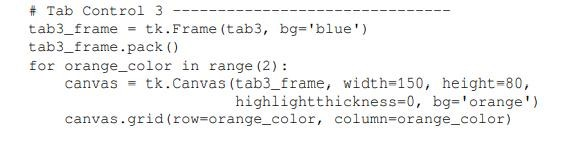 # Tab Control 3 -------------------------------
tab3_frame = tk.Frame(tab3, bg='blue')
tab3_frame.pack()
for orange_color in range(2):
    canvas = tk.Canvas(tab3_frame, width=150, height=80,
                       highlightthickness=0, bg='orange')
    canvas.grid(row=orange_color, column=orange_color)